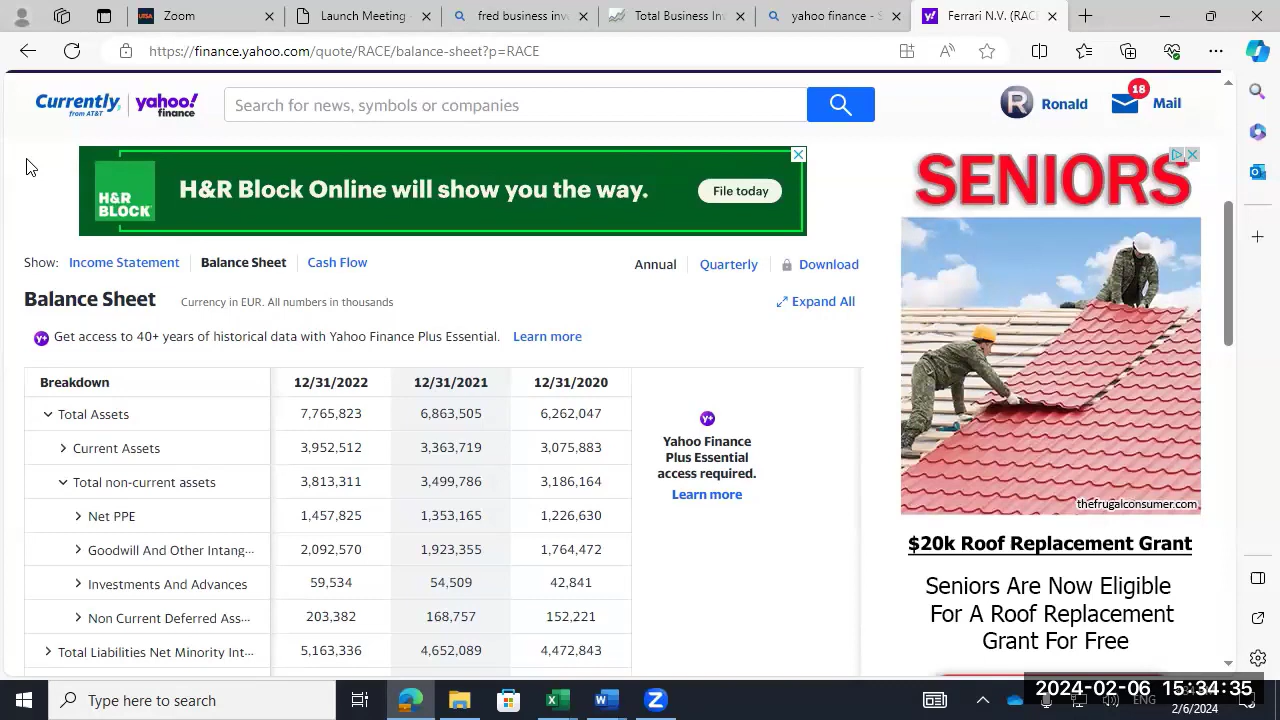 UTSA Zoom
Launch Meeting
fred business inv
Total Business In
yahoo finance - S
y! Ferrari N.V. (RAC
https://finance.yahoo.com/quote/RACE/balance-sheet?p=RACE
Currently, from AT&T yahoo! finance
Search for news, symbols or companies
R Ronald
18 Mail
H&R BLOCK
H&R Block Online will show you the way.
File today
Show: Income Statement Balance Sheet Cash Flow
Annual Quarterly Download
Balance Sheet Currency in EUR. All numbers in thousands
Expand All
y+ Get access to 40+ years of historical data with Yahoo Finance Plus Essential. Learn more
Breakdown 12/31/2022 12/31/2021 12/31/2020
Total Assets 7,765,823 6,863,505 6,262,047
Current Assets 3,952,512 3,363,719 3,075,883
Total non-current assets 3,813,311 3,499,786 3,186,164
Net PPE 1,457,825 1,353,165 1,226,630
Goodwill And Other Intang... 2,092,570 1,923,355 1,764,472
Investments And Advances 59,534 54,509 42,841
Non Current Deferred Ass... 203,382 168,757 152,221
Total Liabilities Net Minority Int... 5,163,336 4,652,089 4,472,843
y+
Yahoo Finance
Plus Essential
access required.
Learn more
SENIORS
thefrugalconsumer.com
$20k Roof Replacement Grant
Seniors Are Now Eligible
For A Roof Replacement
Grant For Free
Type here to search
ENG
2024-02-06 15:34:35
2/6/2024